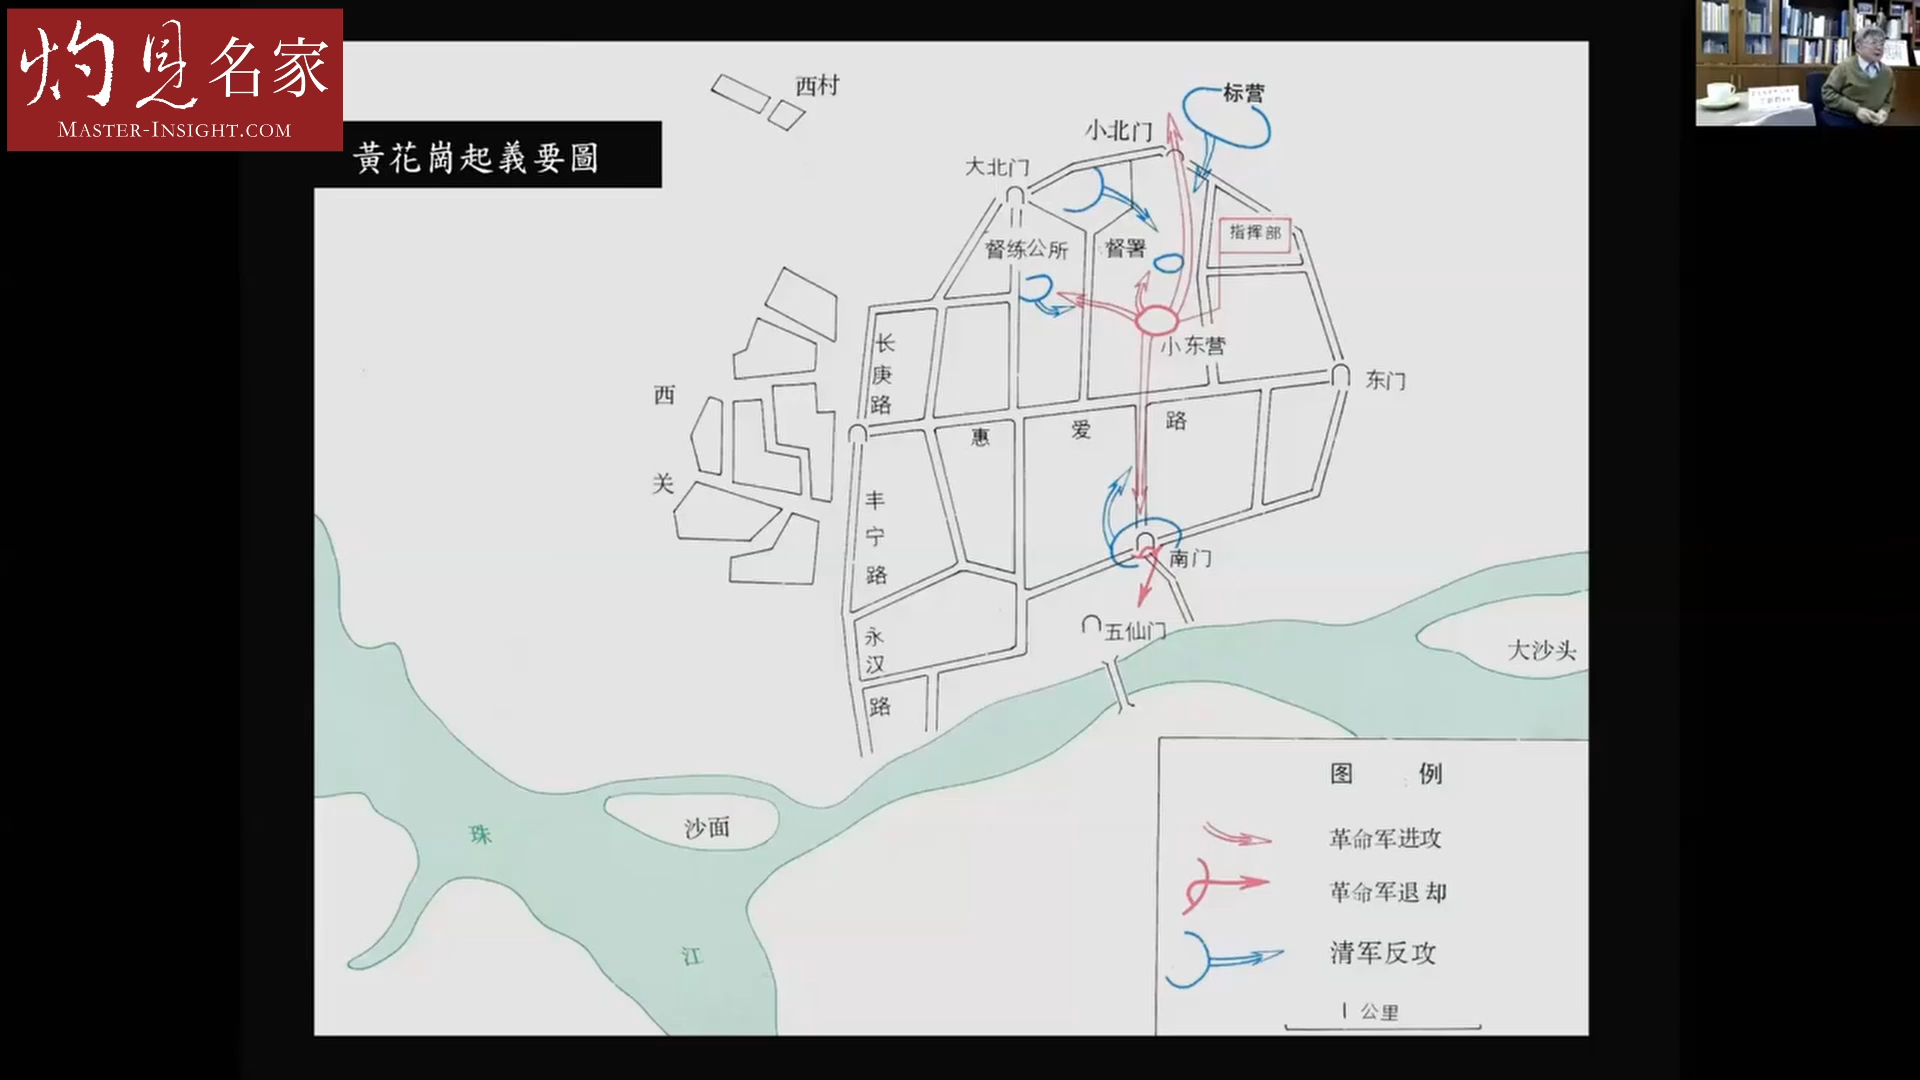 灼見名家
MASTER-INSIGHT.COM
黃花崗起義要圖
西村
标营
小北门
大北门
指挥部
督练公所
督署
小东营
长庚路
东门
西关
惠爱路
丰宁路
南门
五仙门
永汉路
大沙头
沙面
珠江
图例
革命军进攻
革命军退却
清军反攻
1公里